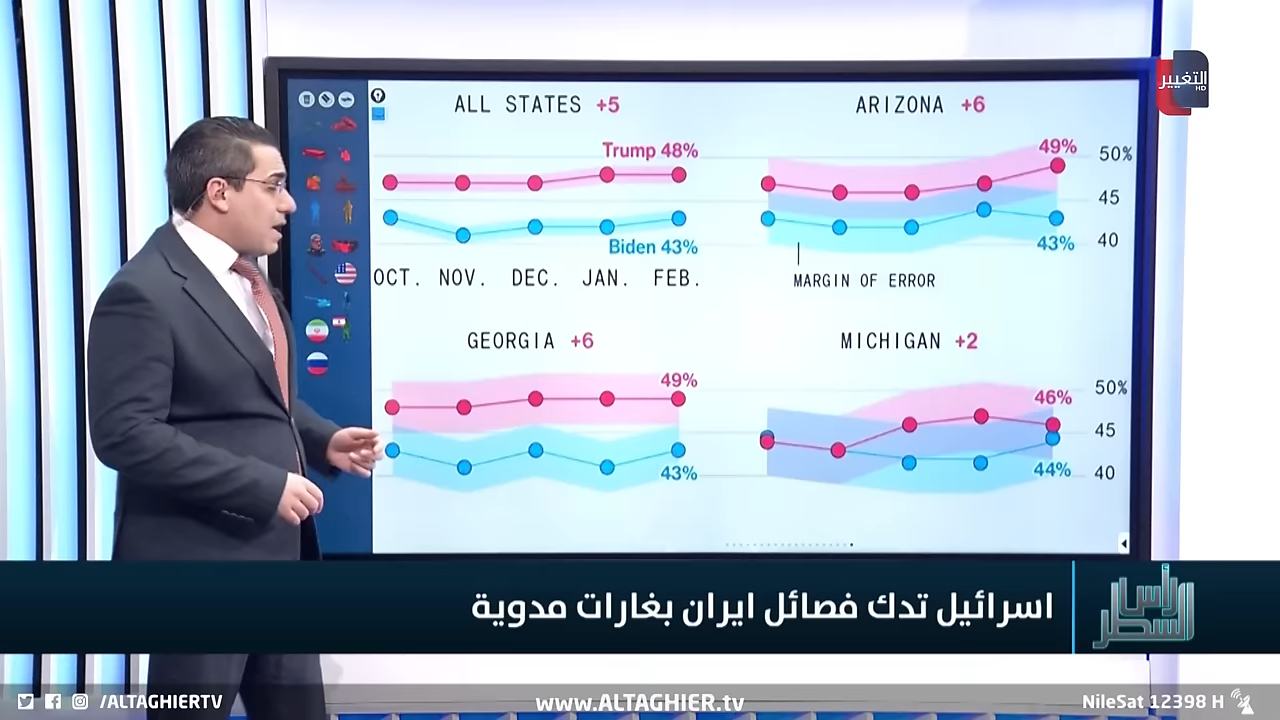 التغيير
HD
ALL STATES +5
Trump 48%
Biden 43%
OCT. NOV. DEC. JAN. FEB.
ARIZONA +6
49%
50%
45
43%
40
MARGIN OF ERROR
GEORGIA +6
49%
43%
MICHIGAN +2
50%
46%
45
44%
40
اسرائيل تدك فصائل ايران بغارات مدوية
رأس
السطر
/ALTAGHIERTV
www.ALTAGHIER.tv
NileSat 12398 H